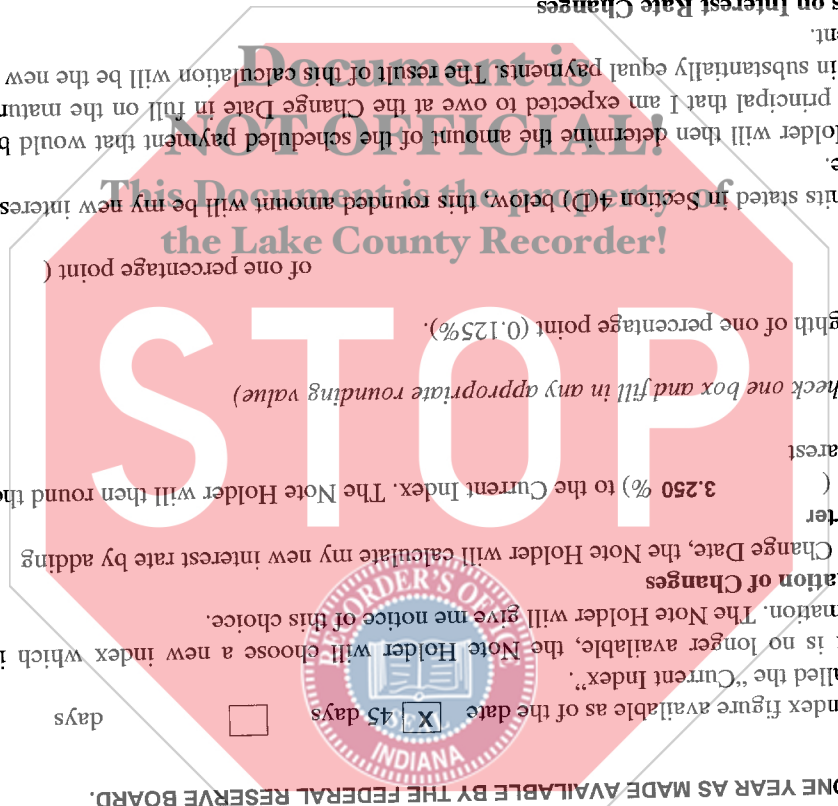 ONE YEAR AS MADE AVAILABLE BY THE FEDERAL RESERVE BOARD.
ndex figure available as of the date X 45 days days
alled the "Current Index".
is no longer available, the Note Holder will choose a new index which i
mation. The Note Holder will give me notice of this choice.
ation of Changes
Change Date, the Note Holder will calculate my new interest rate by adding
rter
( 3.250 %) to the Current Index. The Note Holder will then round the
arest
heck one box and fill in any appropriate rounding value)
ghth of one percentage point (0.125%).
of one percentage point (
its stated in Section 4(D) below, this rounded amount will be my new interes
e.
older will then determine the amount of the scheduled payment that would b
principal that I am expected to owe at the Change Date in full on the matur
in substantially equal payments. The result of this calculation will be the new
ent.
s on Interest Rate Changes
Document is
NOT OFFICIAL!
This Document is the property of
the Lake County Recorder!
STOP
RECORDER'S OFFICE
SEAL
INDIANA